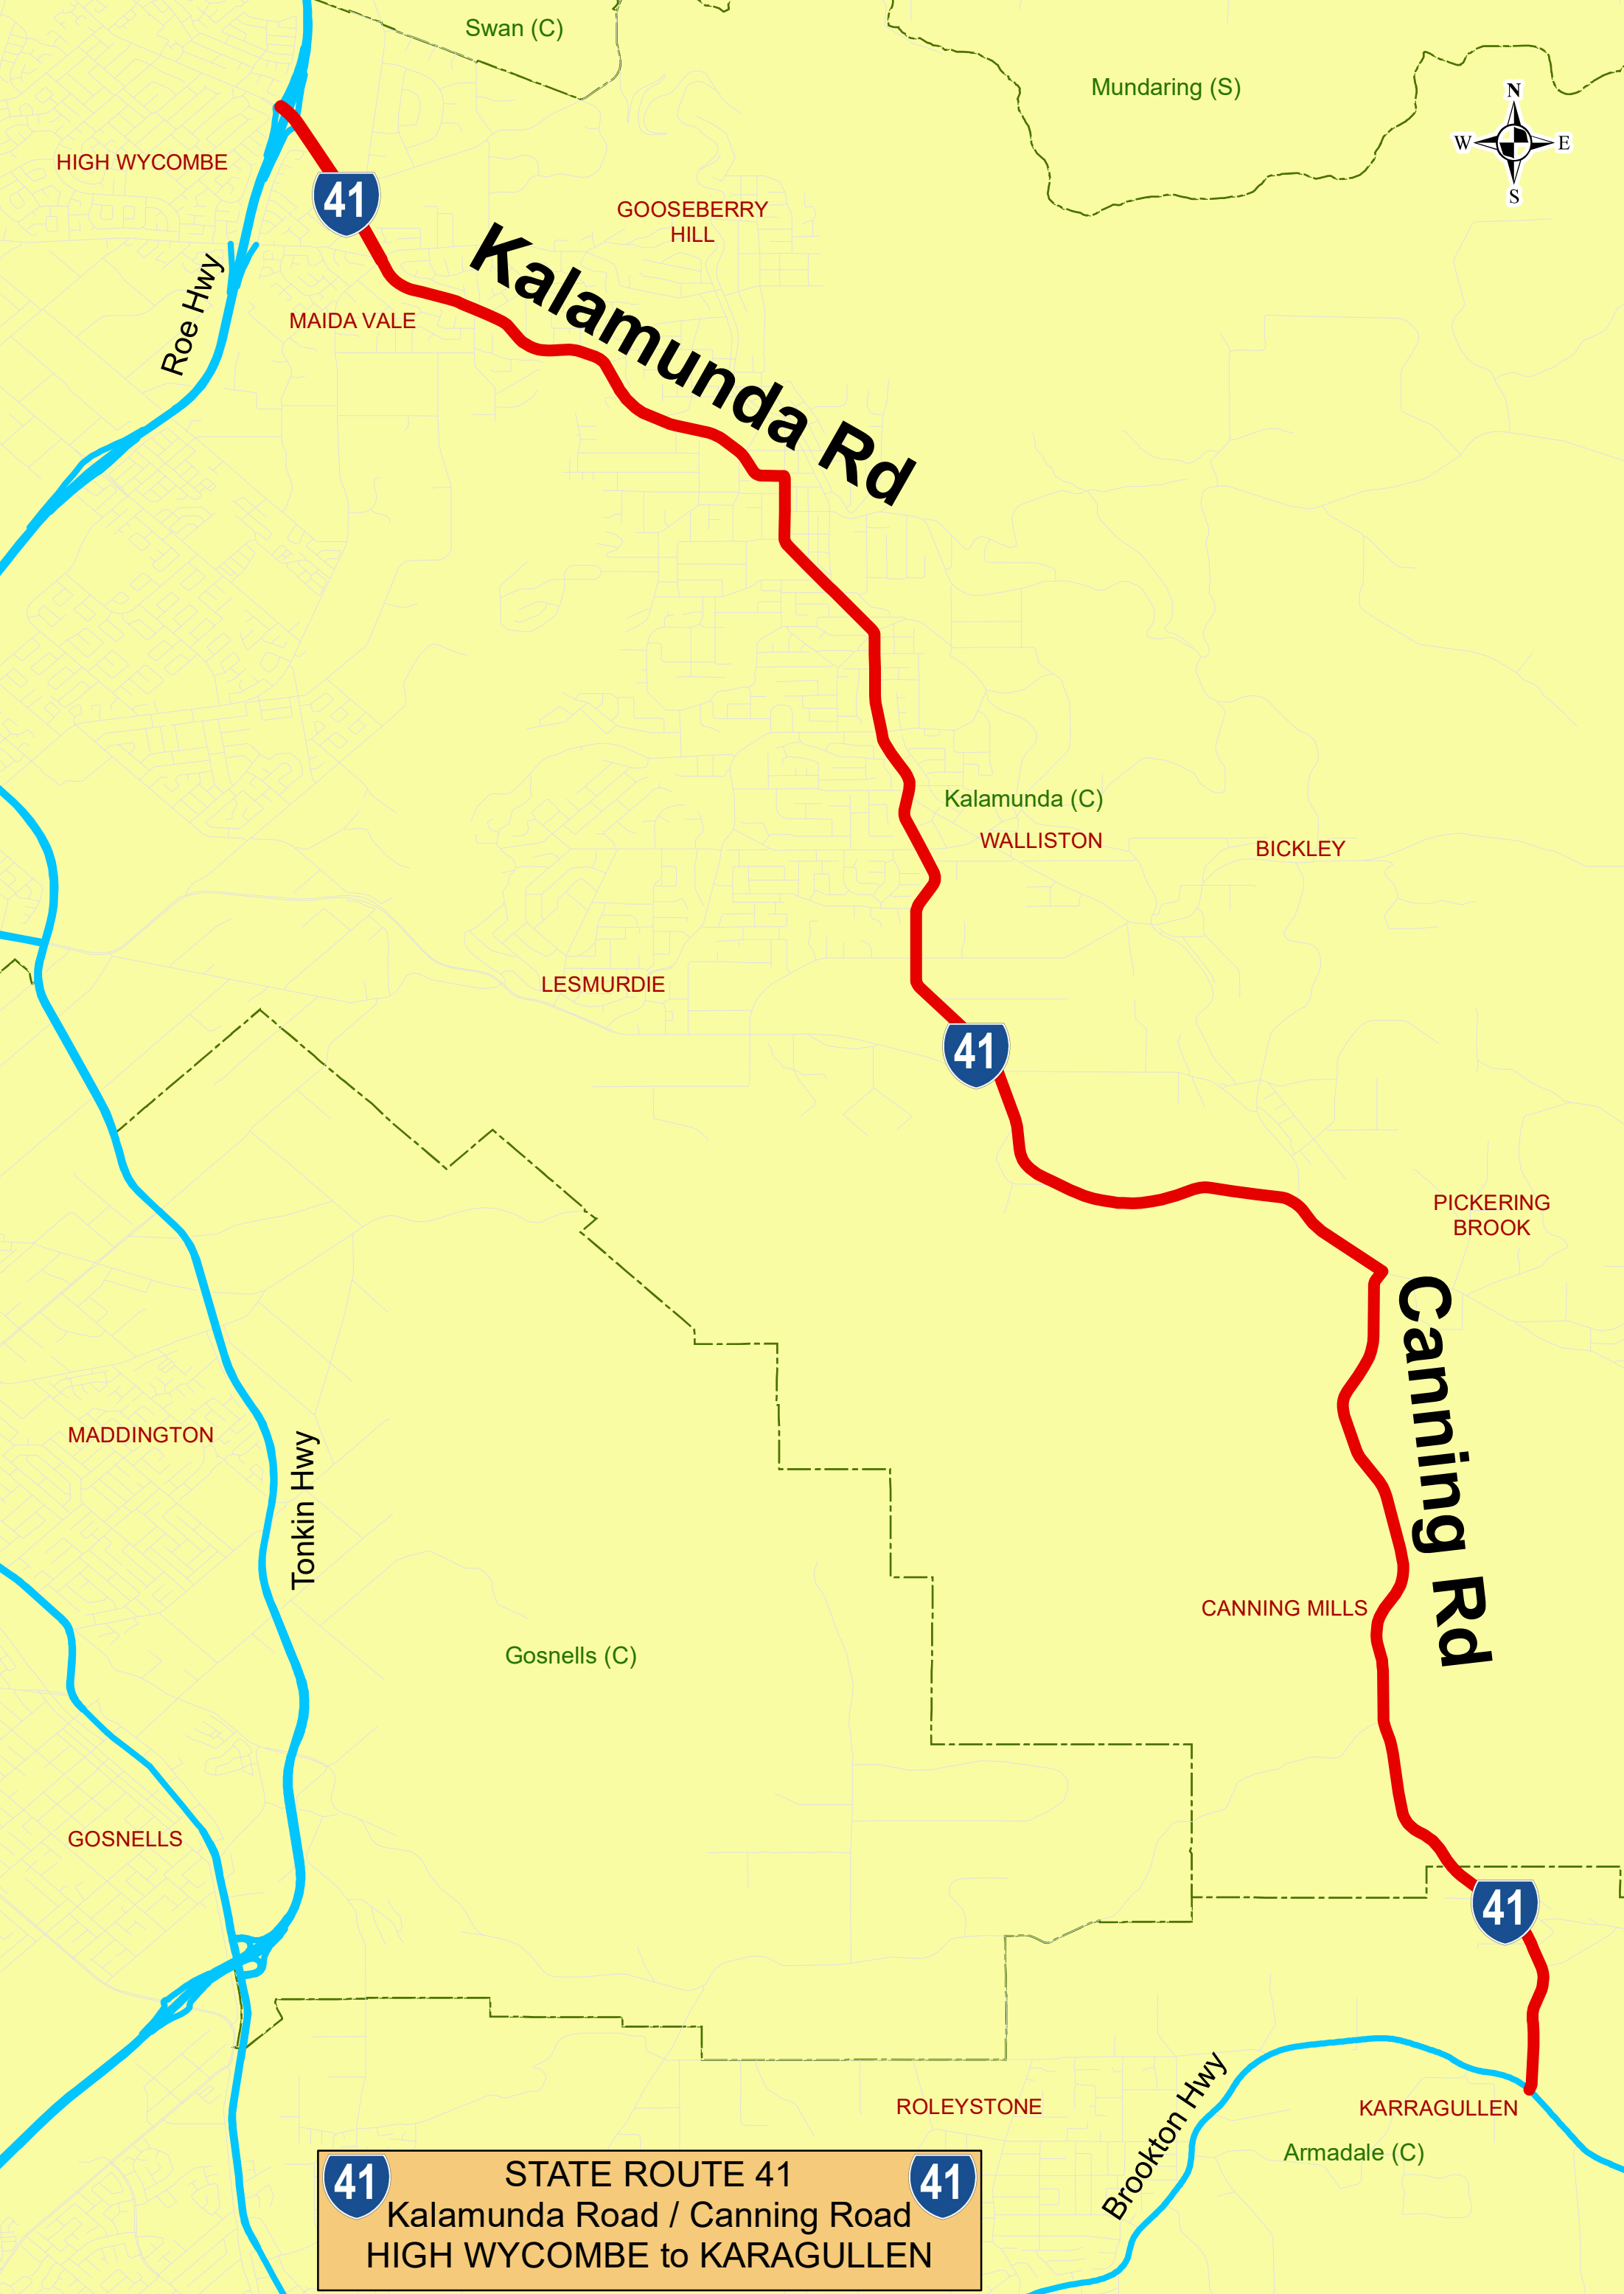 Swan (C)
Mundaring (S)
N
W
E
S
HIGH WYCOMBE
41
GOOSEBERRY
HILL
Kalamunda Rd
Roe Hwy
MAIDA VALE
Kalamunda (C)
WALLISTON
BICKLEY
LESMURDIE
41
PICKERING
BROOK
Canning Rd
MADDINGTON
Tonkin Hwy
CANNING MILLS
Gosnells (C)
GOSNELLS
41
ROLEYSTONE
Brookton Hwy
KARRAGULLEN
Armadale (C)
41
STATE ROUTE 41
41
Kalamunda Road / Canning Road
HIGH WYCOMBE to KARAGULLEN